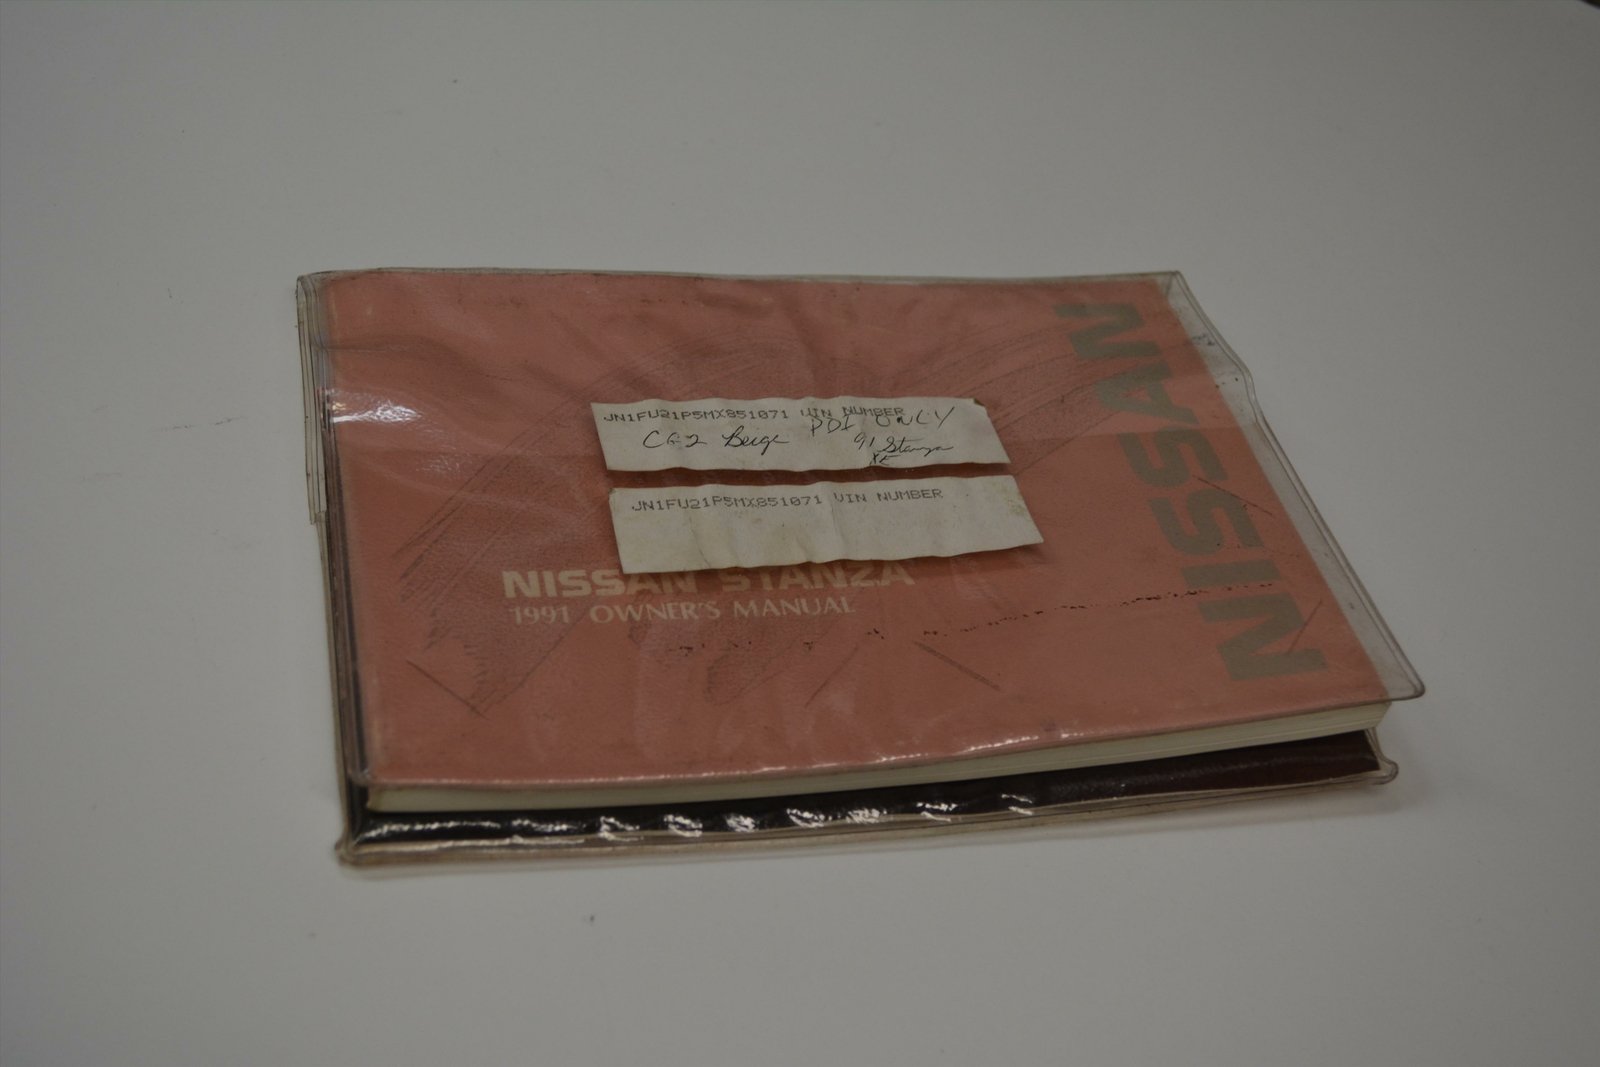 JN1FU21P5MX851071 VIN NUMBER
PDI ONLY
CG2 Beige 91 Stanza
XE
JN1FU21P5MX851071 VIN NUMBER
NISSAN STANZA
1991 OWNER'S MANUAL
NISSAN